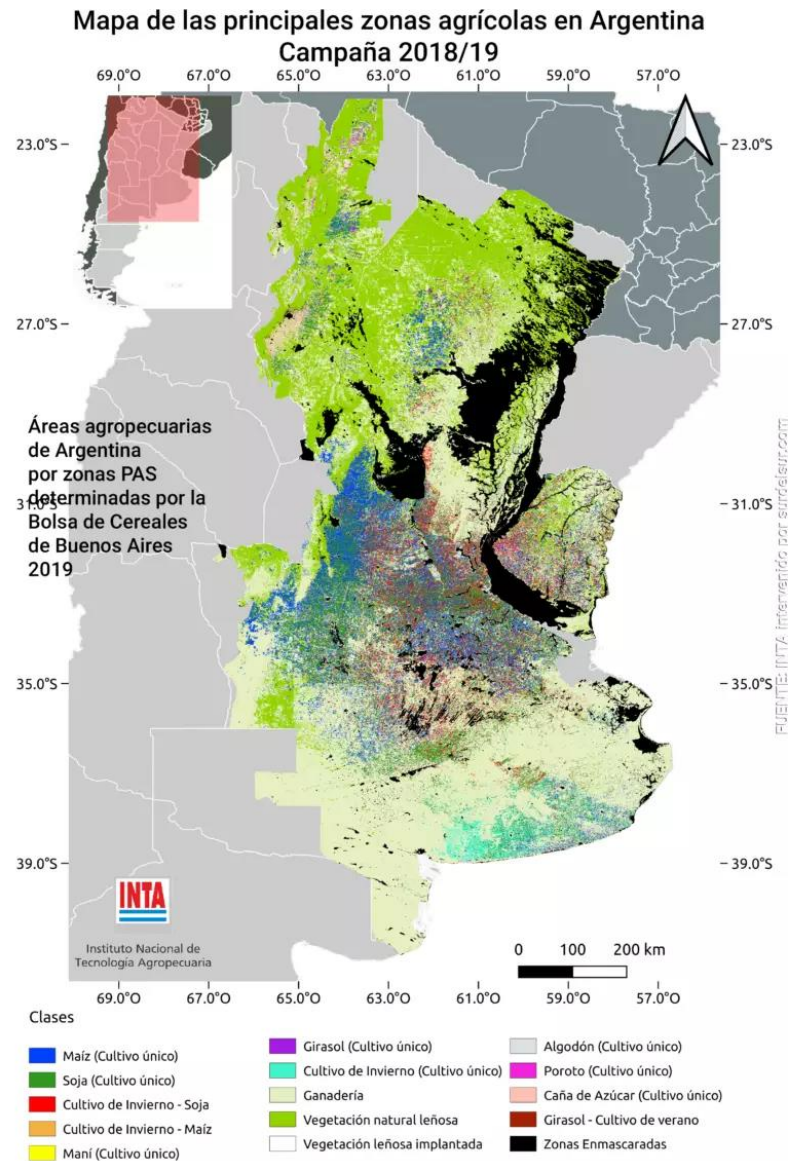 Mapa de las principales zonas agrícolas en Argentina
Campaña 2018/19
69.0°O 67.0°O 65.0°O 63.0°O 61.0°O 59.0°O 57.0°O
23.0°S 23.0°S
27.0°S 27.0°S
Áreas agropecuarias
de Argentina
por zonas PAS
determinadas por la
31.0°S 31.0°S
Bolsa de Cereales
de Buenos Aires
2019
FUENTE: INTA intervenido por surdelsur.com
35.0°S 35.0°S
39.0°S 39.0°S
INTA
Instituto Nacional de
Tecnología Agropecuaria
0 100 200 km
69.0°O 67.0°O 65.0°O 63.0°O 61.0°O 59.0°O 57.0°O
Clases
Maíz (Cultivo único)
Soja (Cultivo único)
Cultivo de Invierno - Soja
Cultivo de Invierno - Maíz
Maní (Cultivo único)
Girasol (Cultivo único)
Cultivo de Invierno (Cultivo único)
Ganadería
Vegetación natural leñosa
Vegetación leñosa implantada
Algodón (Cultivo único)
Poroto (Cultivo único)
Caña de Azúcar (Cultivo único)
Girasol - Cultivo de verano
Zonas Enmascaradas